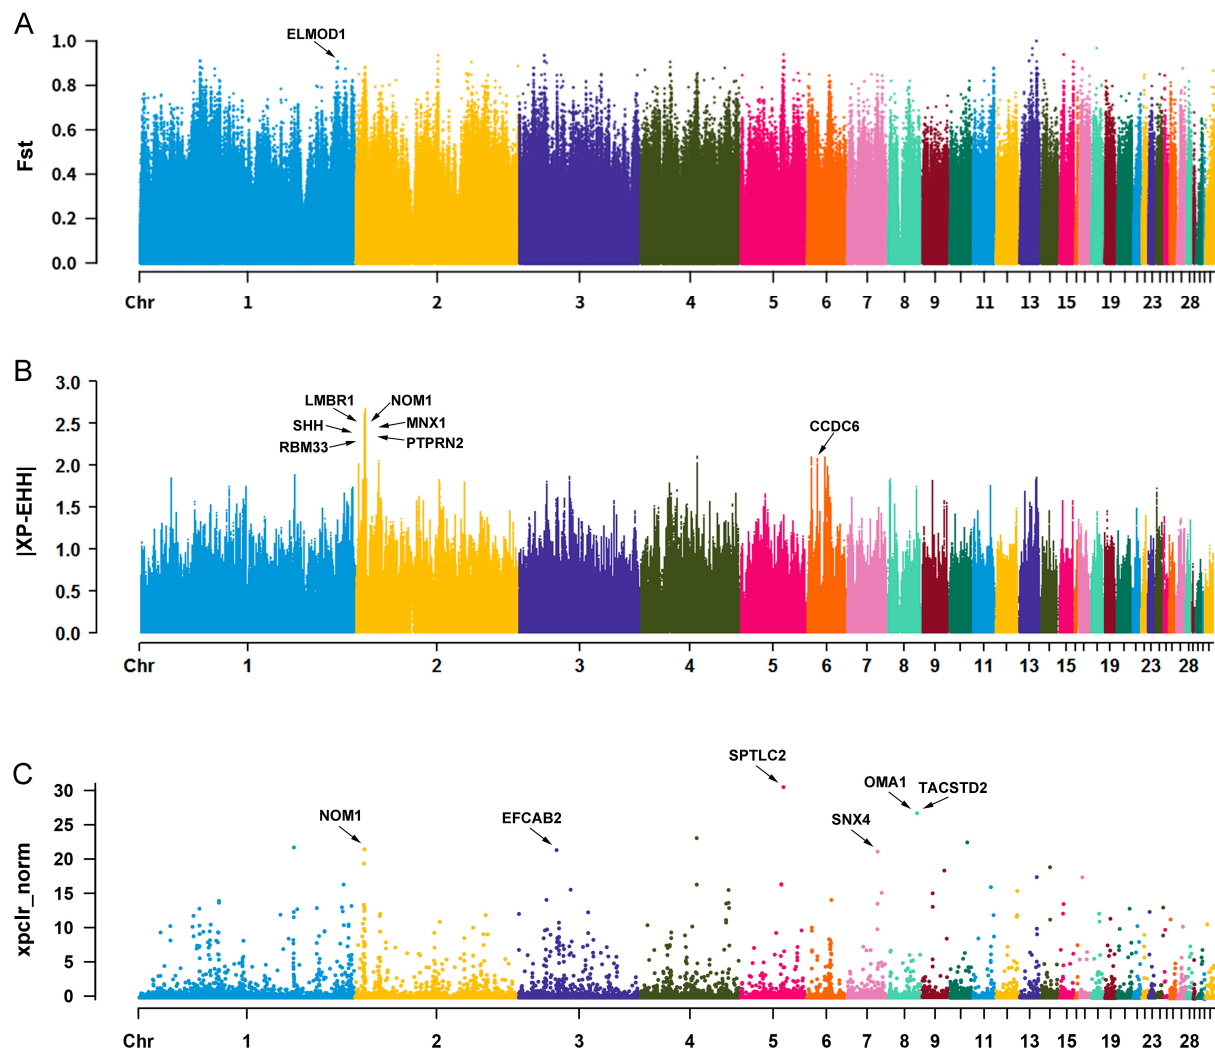 A
ELMOD1
1.0
0.8
0.6
0.4
0.2
0.0
Fst
Chr 1 2 3 4 5 6 7 8 9 11 13 15 19 23 28
B
3.0
2.5
2.0
1.5
1.0
0.5
0.0
|XP-EHH|
LMBR1 NOM1
SHH MNX1
RBM33 PTPRN2
CCDC6
Chr 1 2 3 4 5 6 7 8 9 11 13 15 19 23 28
C
SPTLC2
OMA1 TACSTD2
NOM1 EFCAB2 SNX4
30
25
20
15
10
5
0
xpclr_norm
Chr 1 2 3 4 5 6 7 8 9 11 13 15 19 23 28